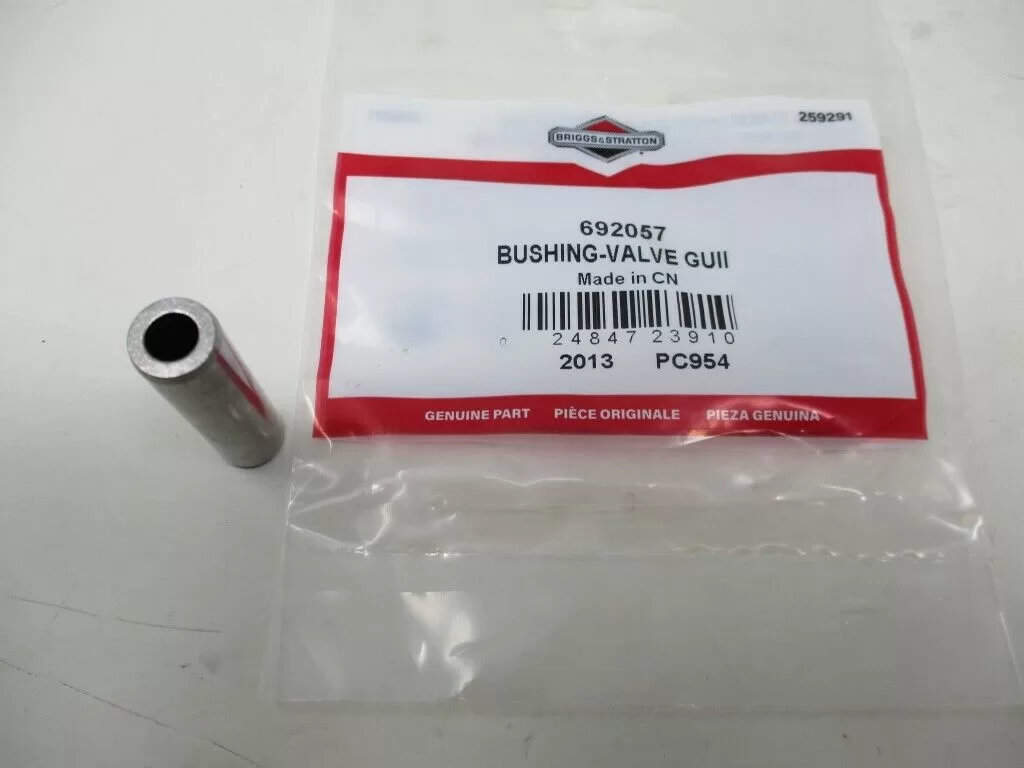 259291
BRIGGS&STRATTON
692057
BUSHING-VALVE GUII
Made in CN
0 24847 23910
2013 PC954
GENUINE PART PIÈCE ORIGINALE PIEZA GENUINA